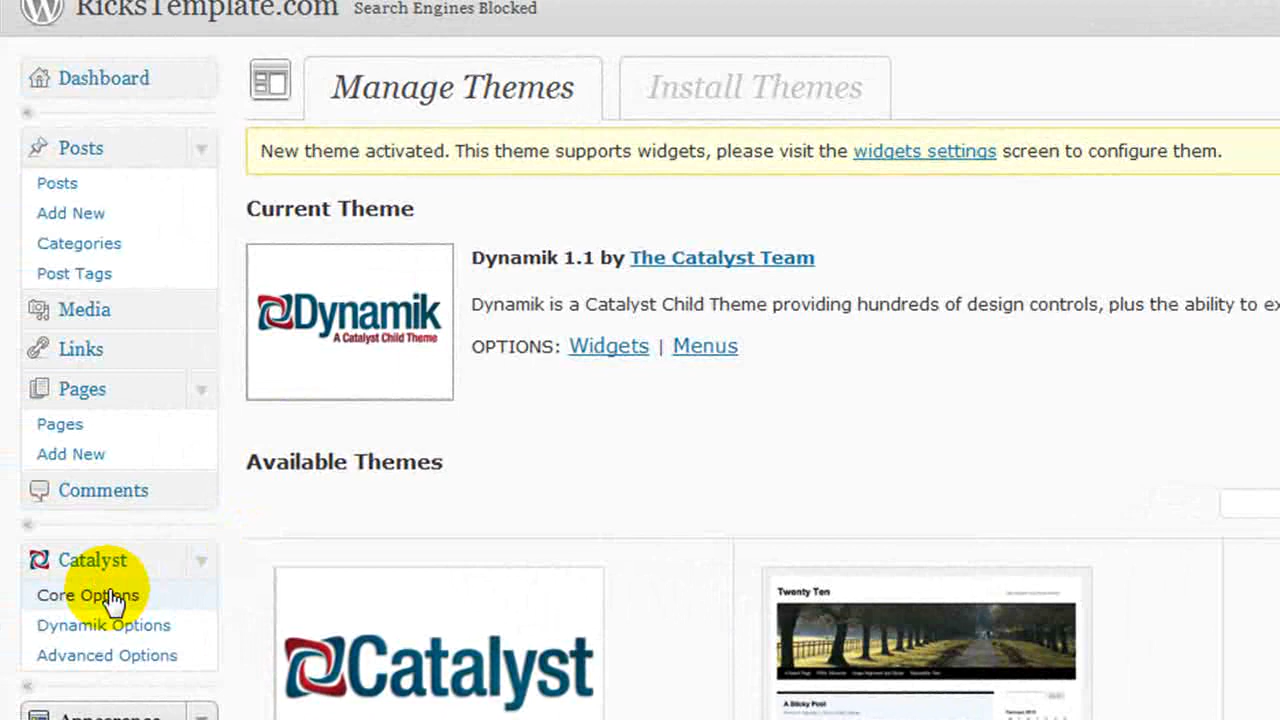 RicksTemplate.com Search Engines Blocked
Dashboard
Posts
Posts
Add New
Categories
Post Tags
Media
Links
Pages
Pages
Add New
Comments
Catalyst
Core Options
Dynamik Options
Advanced Options
Appearance
Manage Themes Install Themes
New theme activated. This theme supports widgets, please visit the widgets settings screen to configure them.
Current Theme
Dynamik
A Catalyst Child Theme
Dynamik 1.1 by The Catalyst Team
Dynamik is a Catalyst Child Theme providing hundreds of design controls, plus the ability to ex
OPTIONS: Widgets | Menus
Available Themes
Catalyst
Twenty Ten
A Sticky Post